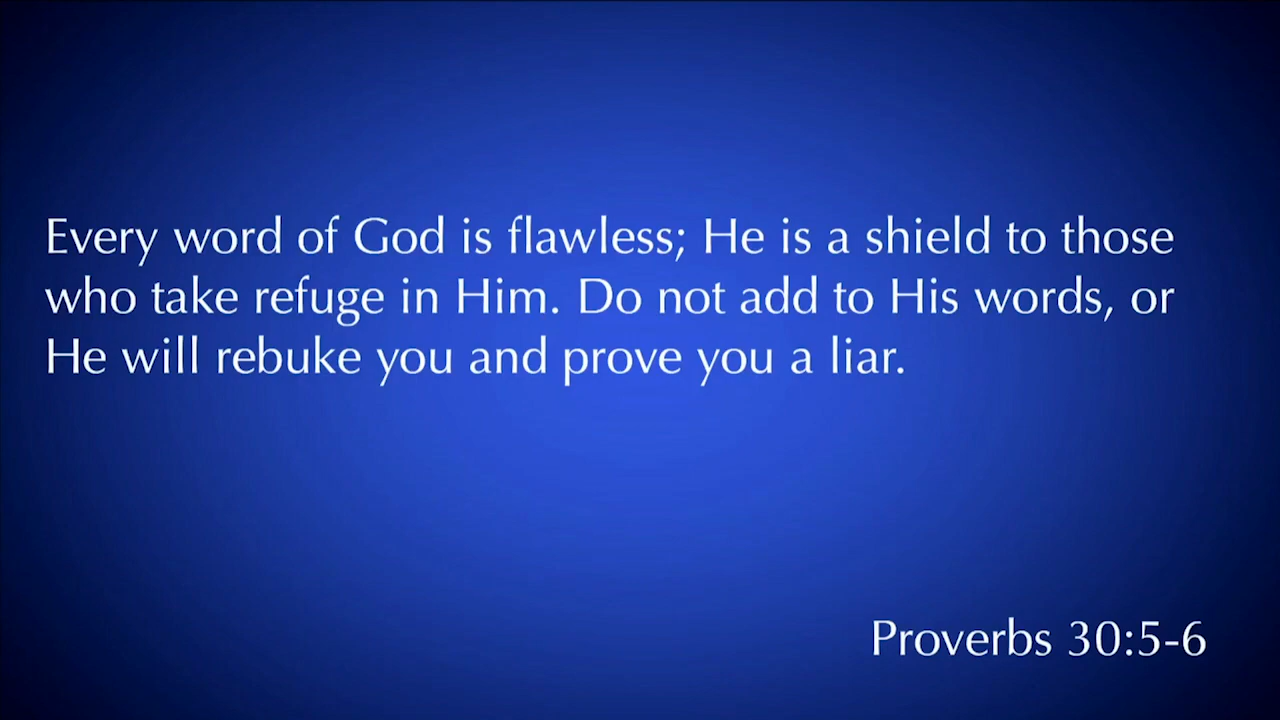 Every word of God is flawless; He is a shield to those
who take refuge in Him. Do not add to His words, or
He will rebuke you and prove you a liar.
Proverbs 30:5-6